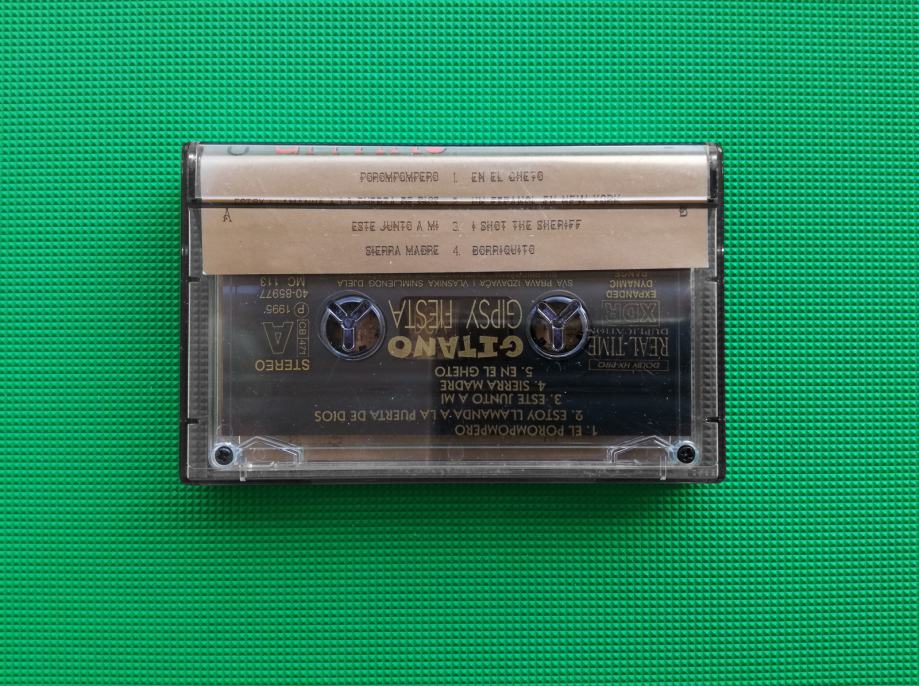 POROMPOMPERO 1. EN EL GHETO
A B
ESTE JUNTO A MI 3. I SHOT THE SHERIFF
SIERRA MADRE 4. BORRIQUITO
1. EL POROMPOMPERO
2. ESTOY LLAMANDA A LA PUERTA DE DIOS
3. ESTE JUNTO A MI
4. SIERRA MADRE
5. EN EL GHETO
GITANO
GIPSY FIESTA
DOLBY HX-PRO
REAL-TIME
DUPLICATION
XDR
EXPANDED
DYNAMIC
RANGE
STEREO
A
CB 471
Ⓟ 1995.
40-85977
MC 113
SVA PRAVA IZDAVAČA I VLASNIKA SNIMLJENOG DJELA